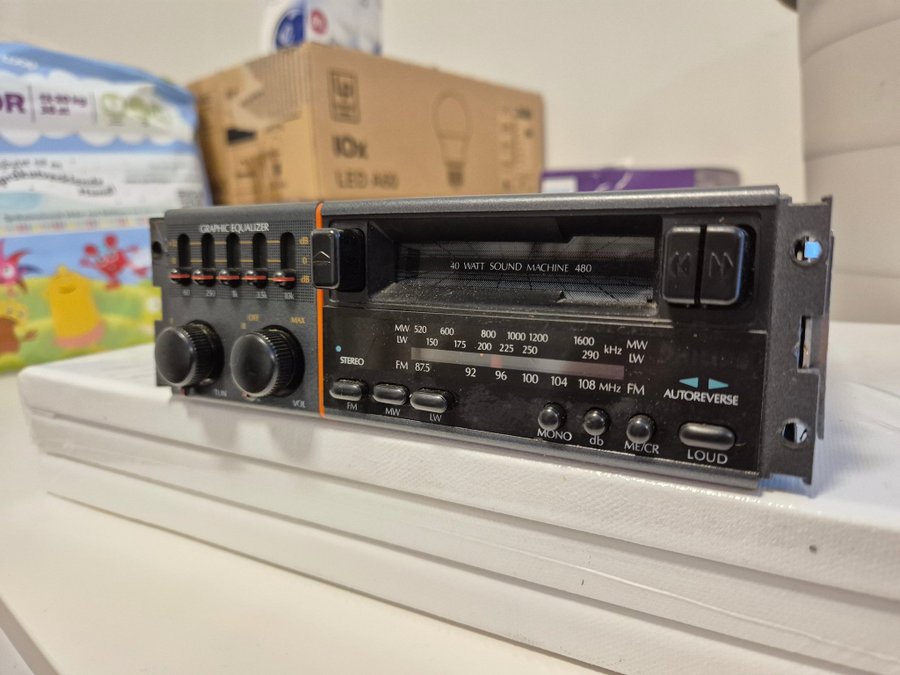 10x
LED A60
GRAPHIC EQUALIZER
dB
0
dB
60
250
1k
3.5k
10k
OFF
MAX
TUN
VOL
40 WATT SOUND MACHINE 480
MW 520 600 800 1000 1200 1600 kHz MW
LW 150 175 200 225 250 290 LW
FM 87.5 92 96 100 104 108 MHz FM
STEREO
AUTOREVERSE
FM
MW
LW
MONO
db
ME/CR
LOUD